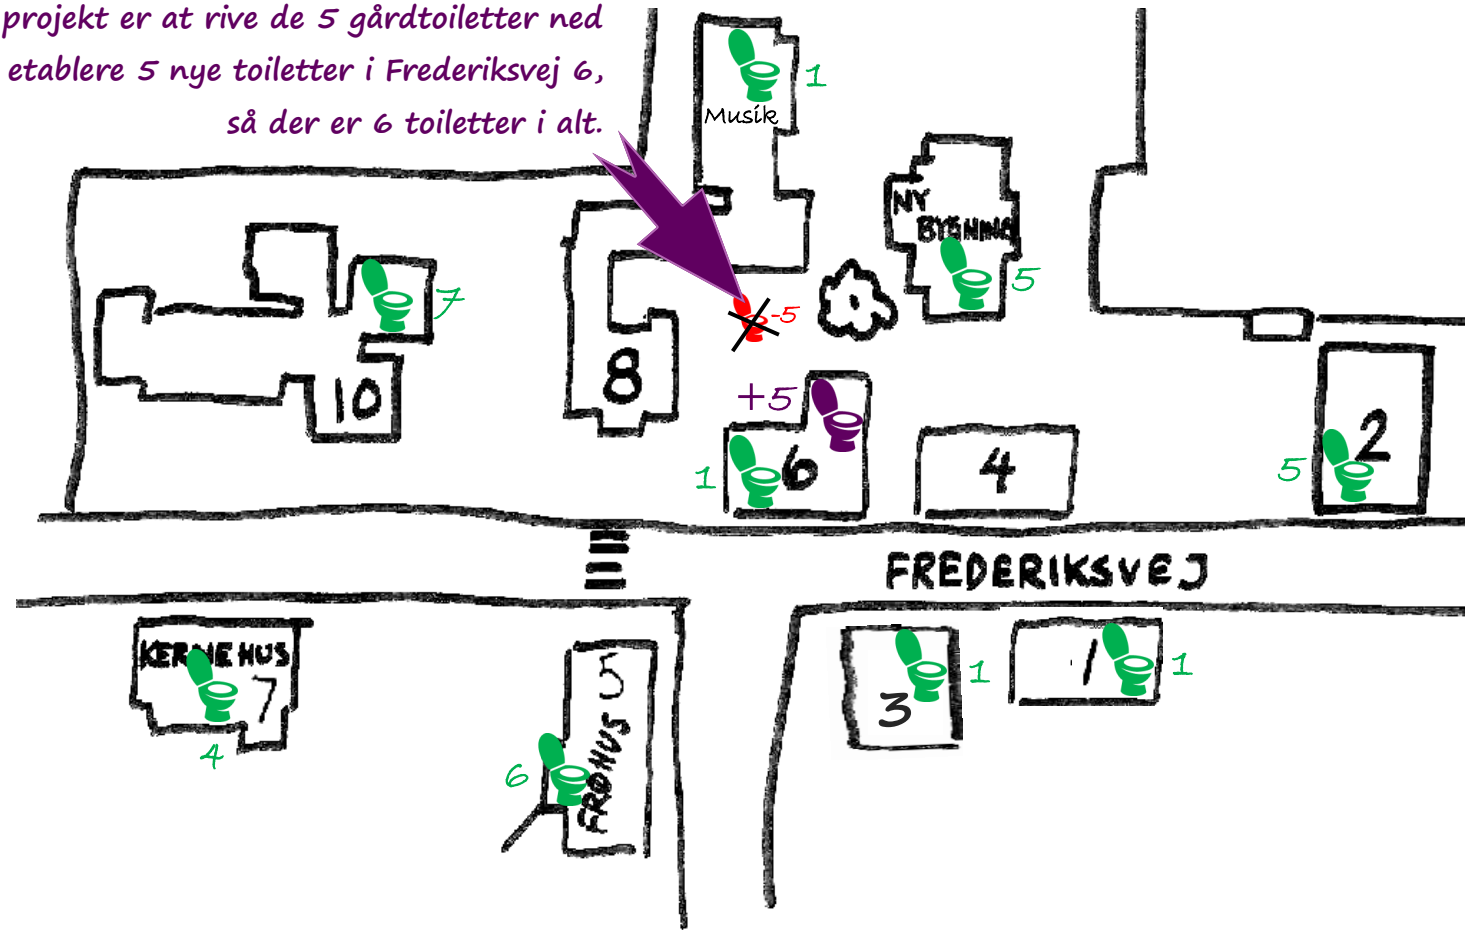 projekt er at rive de 5 gårdtoiletter ned
etablere 5 nye toiletter i Frederiksvej 6,
så der er 6 toiletter i alt.
1
Musik
NY
BYGNING
5
7
-5
8
10
+5
1
6
4
5
2
FREDERIKSVEJ
KERNEHUS
7
4
5
FRØHUS
6
3
1
1
1